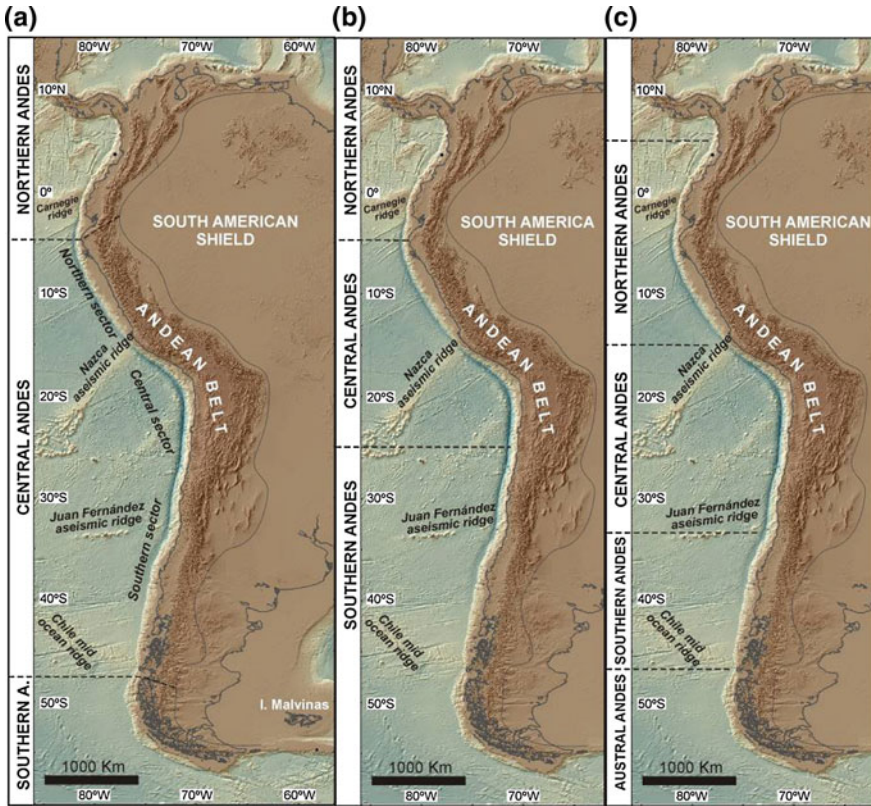 (a)
80ºW
70ºW
60ºW
NORTHERN ANDES
10ºN
0º
Carnegie
ridge
SOUTH AMERICAN
SHIELD
CENTRAL ANDES
Northern sector
10ºS
ANDEAN BELT
Nazca
aseismic ridge
20ºS
Central sector
30ºS
Juan Fernández
aseismic ridge
Southern sector
40ºS
Chile mid
ocean ridge
SOUTHERN A.
50ºS
I. Malvinas
1000 Km
80ºW
70ºW
60ºW
(b)
80ºW
70ºW
NORTHERN ANDES
10ºN
0º
Carnegie
ridge
SOUTH AMERICA
SHIELD
CENTRAL ANDES
10ºS
ANDEAN BELT
Nazca
aseismic ridge
20ºS
SOUTHERN ANDES
30ºS
Juan Fernández
aseismic ridge
40ºS
Chile mid
ocean ridge
50ºS
1000 Km
80ºW
70ºW
(c)
80ºW
70ºW
10ºN
NORTHERN ANDES
0º
Carnegie
ridge
SOUTH AMERICAN
SHIELD
10ºS
ANDEAN BELT
CENTRAL ANDES
Nazca
aseismic ridge
20ºS
30ºS
Juan Fernández
aseismic ridge
SOUTHERN ANDES
40ºS
Chile mid
ocean ridge
AUSTRAL ANDES
50ºS
1000 Km
80ºW
70ºW